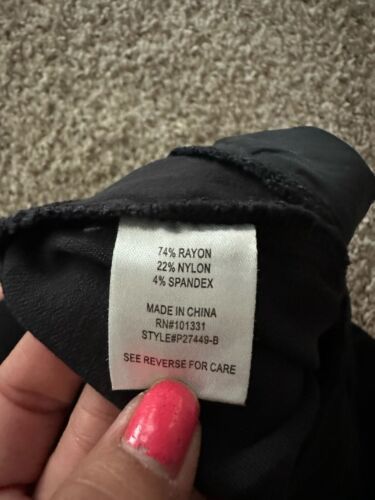 74% RAYON
22% NYLON
4% SPANDEX
MADE IN CHINA
RN#101331
STYLE#P27449-B
SEE REVERSE FOR CARE